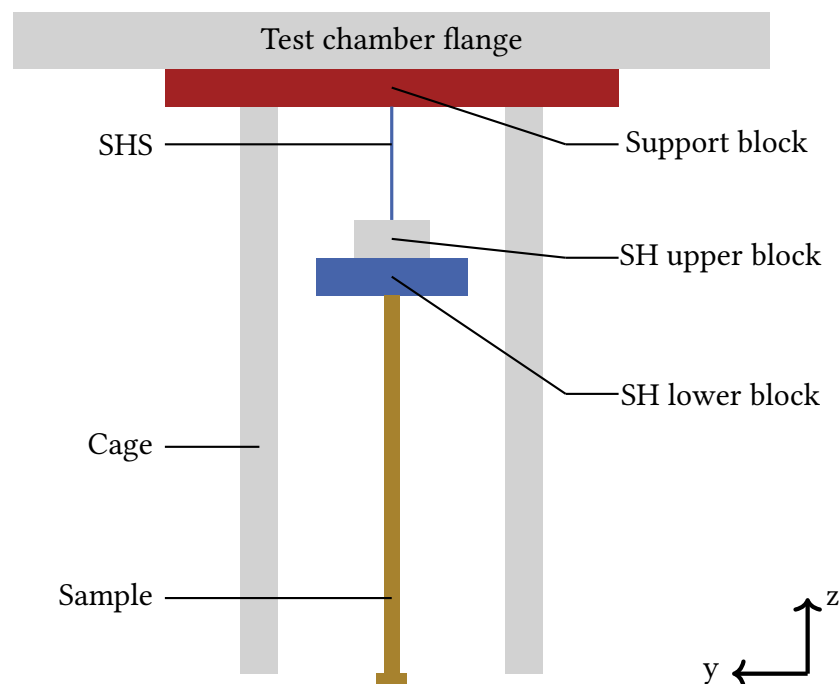 Test chamber flange
SHS
Support block
SH upper block
SH lower block
Cage
Sample
z
y